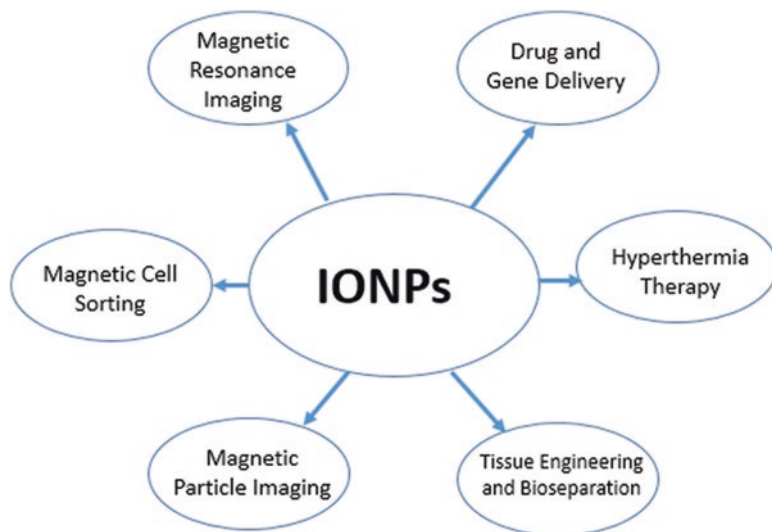 Magnetic
Resonance
Imaging
Drug and
Gene Delivery
IONPs
Magnetic Cell
Sorting
Hyperthermia
Therapy
Magnetic
Particle Imaging
Tissue Engineering
and Bioseparation